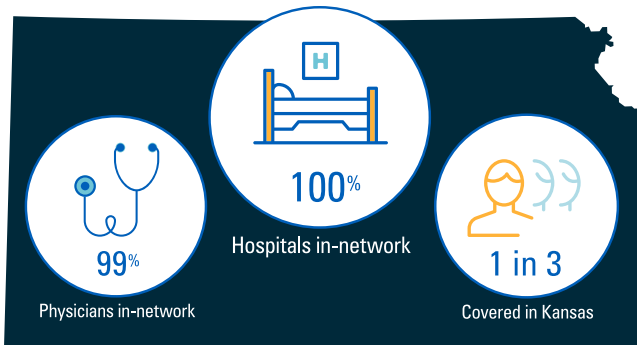 H
100%
Hospitals in-network
99%
Physicians in-network
1 in 3
Covered in Kansas